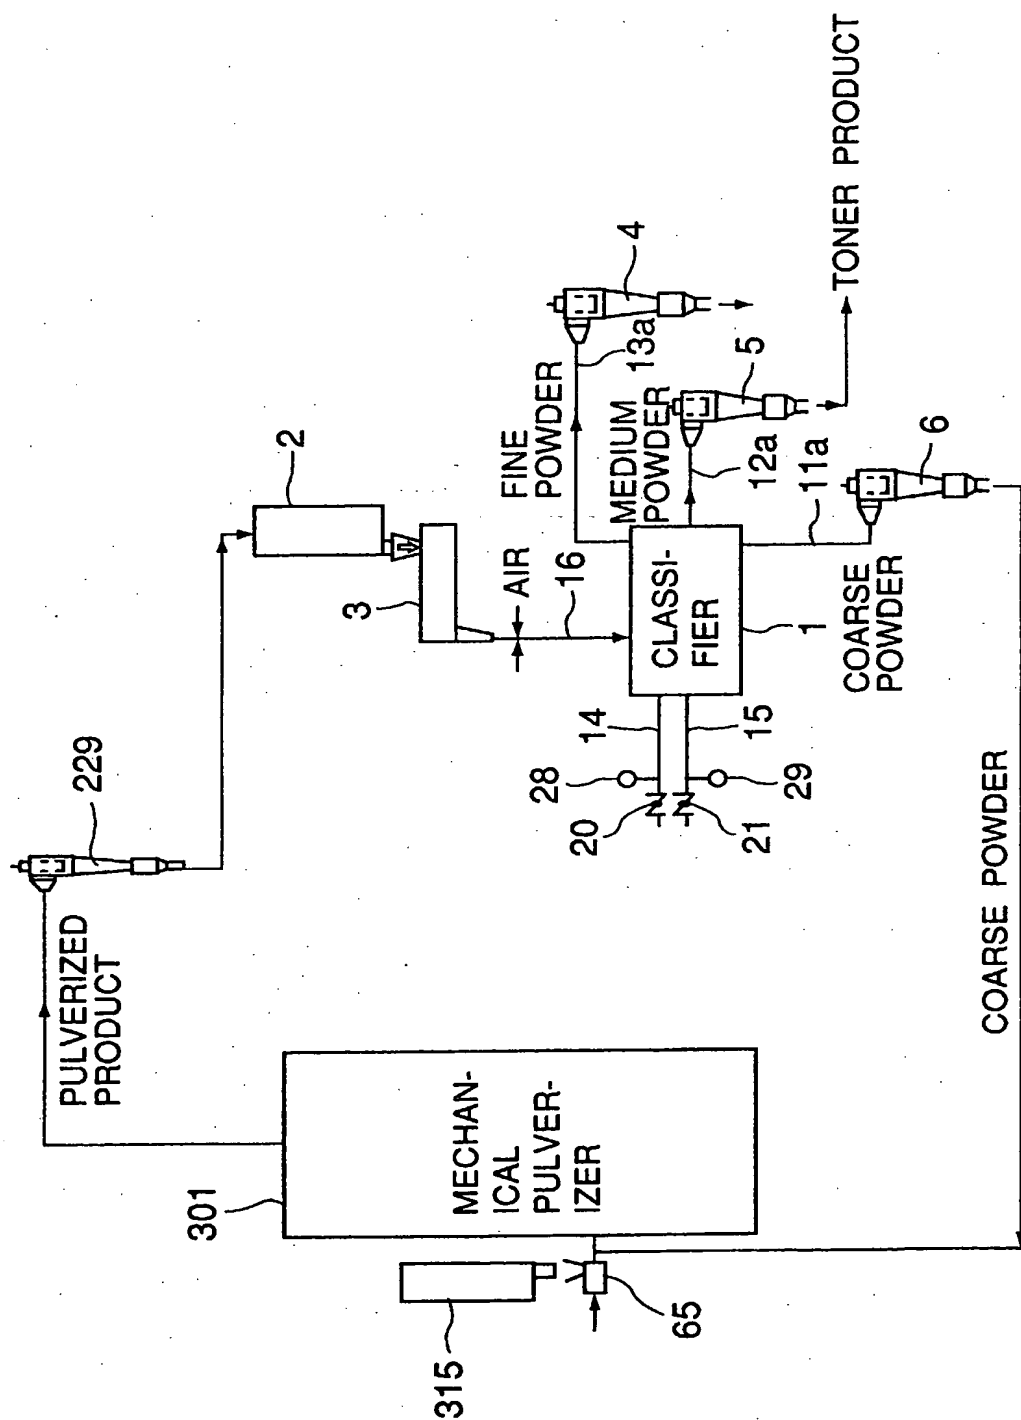 315
65
301
MECHAN-
ICAL
PULVER-
IZER
PULVERIZED
PRODUCT
229
2
3
AIR
16
28
20
14
29
21
15
CLASSI-
FIER
1
FINE
POWDER
13a
4
MEDIUM
POWDER
12a
5
TONER PRODUCT
11a
6
COARSE
POWDER
COARSE POWDER